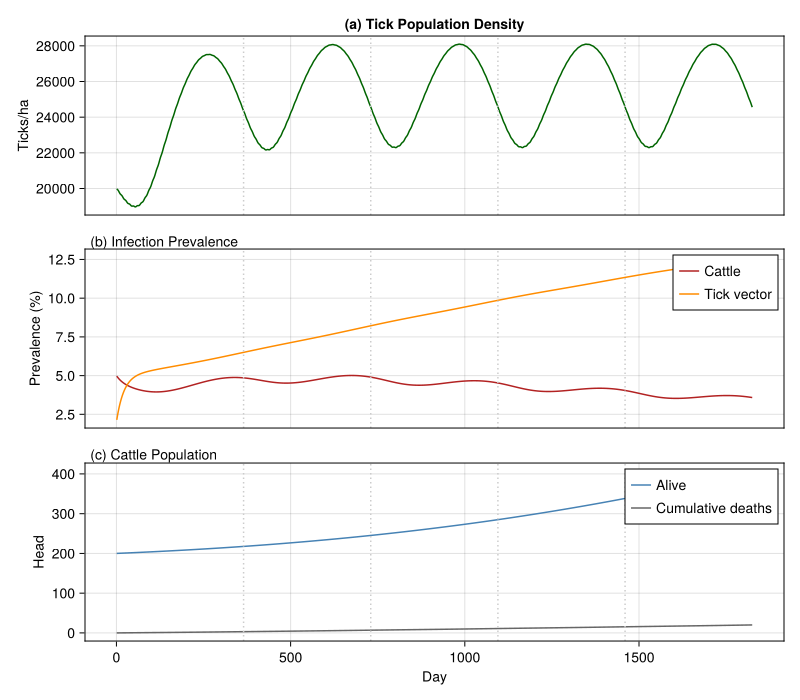 (a) Tick Population Density
28000
26000
24000
22000
20000
Ticks/ha
(b) Infection Prevalence
12.5
10.0
7.5
5.0
2.5
Prevalence (%)
Cattle
Tick vector
(c) Cattle Population
400
300
200
100
0
Head
Alive
Cumulative deaths
0 500 1000 1500
Day